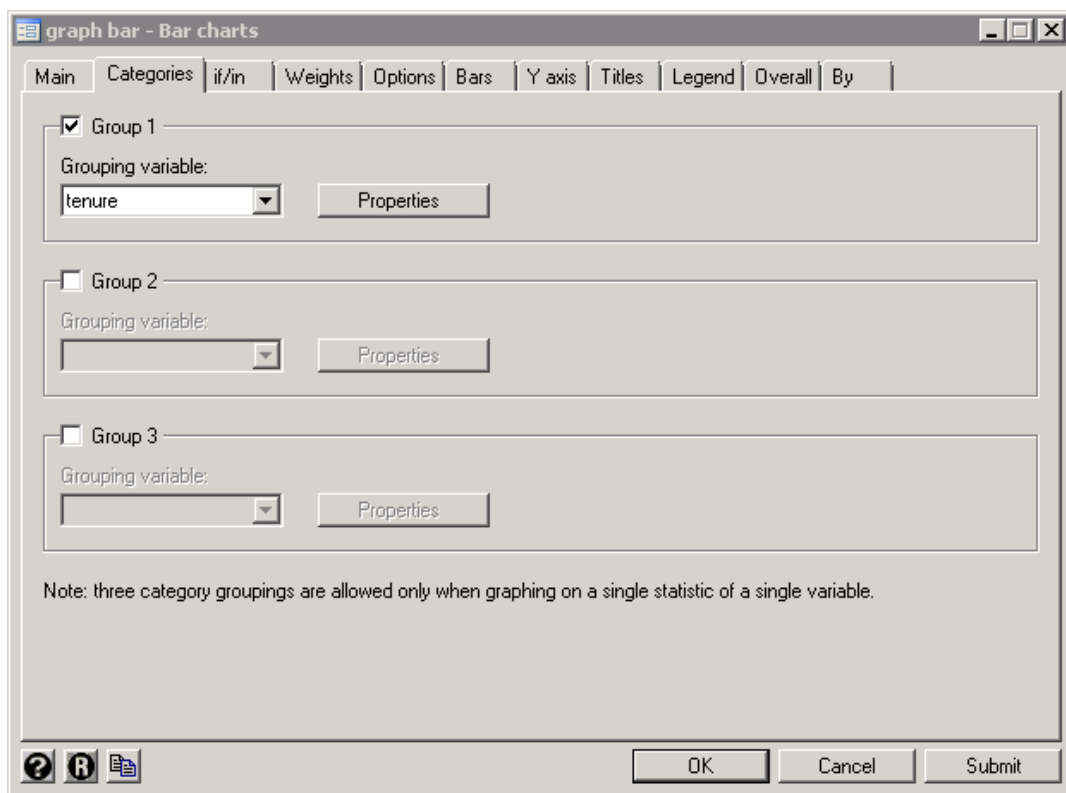 graph bar - Bar charts
Main Categories if/in Weights Options Bars Y axis Titles Legend Overall By
Group 1
Grouping variable:
tenure Properties
Group 2
Grouping variable:
Properties
Group 3
Grouping variable:
Properties
Note: three category groupings are allowed only when graphing on a single statistic of a single variable.
? R OK Cancel Submit